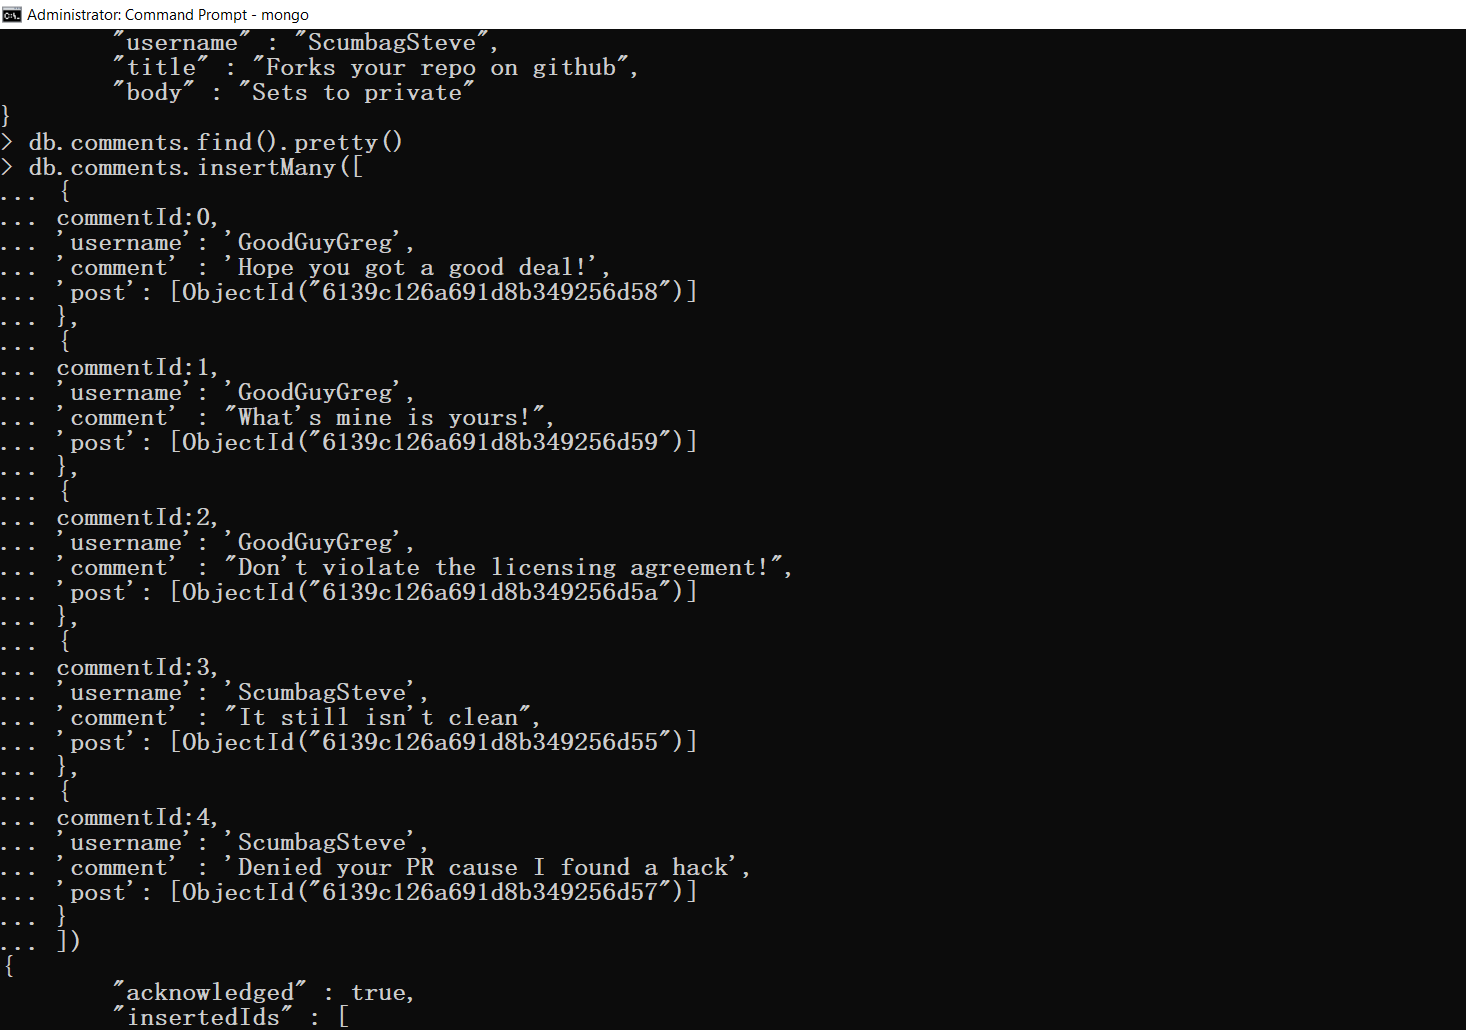 Administrator: Command Prompt - mongo
"username" : "ScumbagSteve",
"title" : "Forks your repo on github",
"body" : "Sets to private"
}
> db.comments.find().pretty()
> db.comments.insertMany([
... {
... commentId:0,
... 'username': 'GoodGuyGreg',
... 'comment' : 'Hope you got a good deal!',
... 'post': [ObjectId("6139c126a691d8b349256d58")]
... },
... {
... commentId:1,
... 'username': 'GoodGuyGreg',
... 'comment' : "What's mine is yours!",
... 'post': [ObjectId("6139c126a691d8b349256d59")]
... },
... {
... commentId:2,
... 'username': 'GoodGuyGreg',
... 'comment' : "Don't violate the licensing agreement!",
... 'post': [ObjectId("6139c126a691d8b349256d5a")]
... },
... {
... commentId:3,
... 'username': 'ScumbagSteve',
... 'comment' : "It still isn't clean",
... 'post': [ObjectId("6139c126a691d8b349256d55")]
... },
... {
... commentId:4,
... 'username': 'ScumbagSteve',
... 'comment' : 'Denied your PR cause I found a hack',
... 'post': [ObjectId("6139c126a691d8b349256d57")]
... }
... ])
{
"acknowledged" : true,
"insertedIds" : [